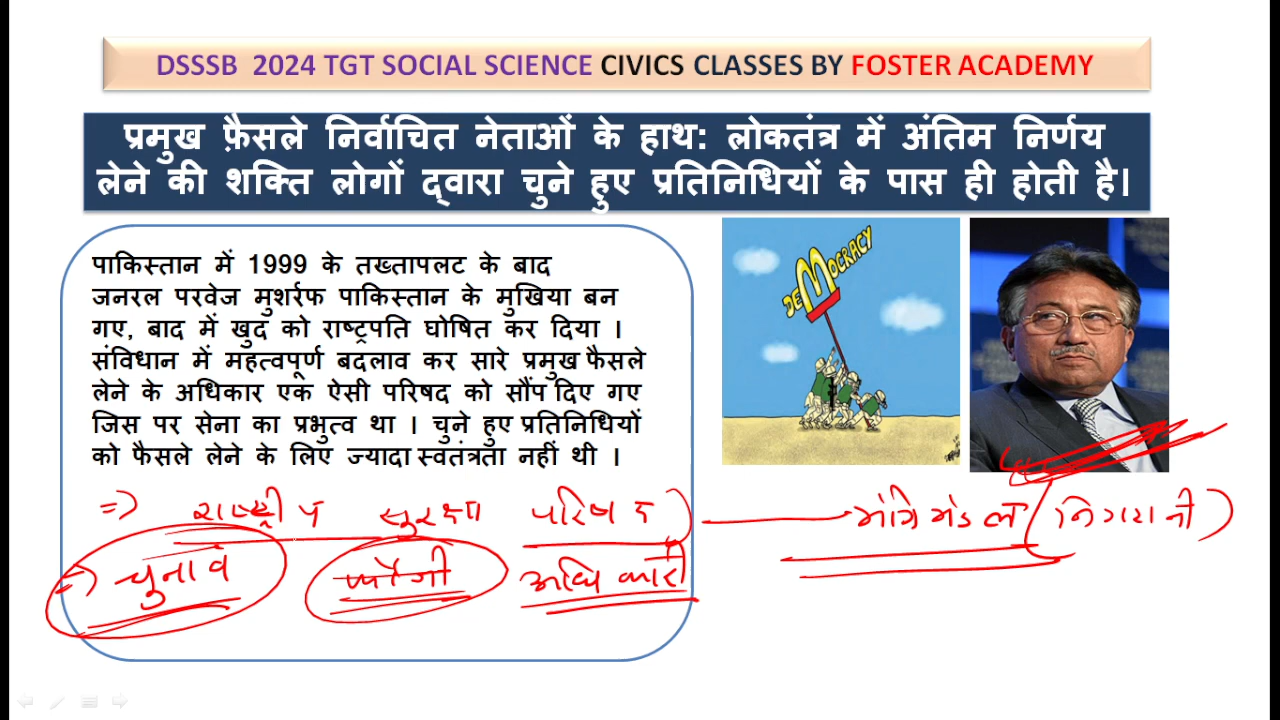 DSSSB 2024 TGT SOCIAL SCIENCE CIVICS CLASSES BY FOSTER ACADEMY
प्रमुख फ़ैसले निर्वाचित नेताओं के हाथ: लोकतंत्र में अंतिम निर्णय
लेने की शक्ति लोगों द्वारा चुने हुए प्रतिनिधियों के पास ही होती है।
पाकिस्तान में 1999 के तख्तापलट के बाद
जनरल परवेज मुशर्रफ पाकिस्तान के मुखिया बन
गए, बाद में खुद को राष्ट्रपति घोषित कर दिया ।
संविधान में महत्वपूर्ण बदलाव कर सारे प्रमुख फैसले
लेने के अधिकार एक ऐसी परिषद को सौंप दिए गए
जिस पर सेना का प्रभुत्व था । चुने हुए प्रतिनिधियों
को फैसले लेने के लिए ज्यादा स्वतंत्रता नहीं थी ।
DEMOCRACY
=> राष्ट्रीय सुरक्षा परिषद ) मंत्रिमंडल ( निगरानी )
=> चुनाव फौजी अधिकारी